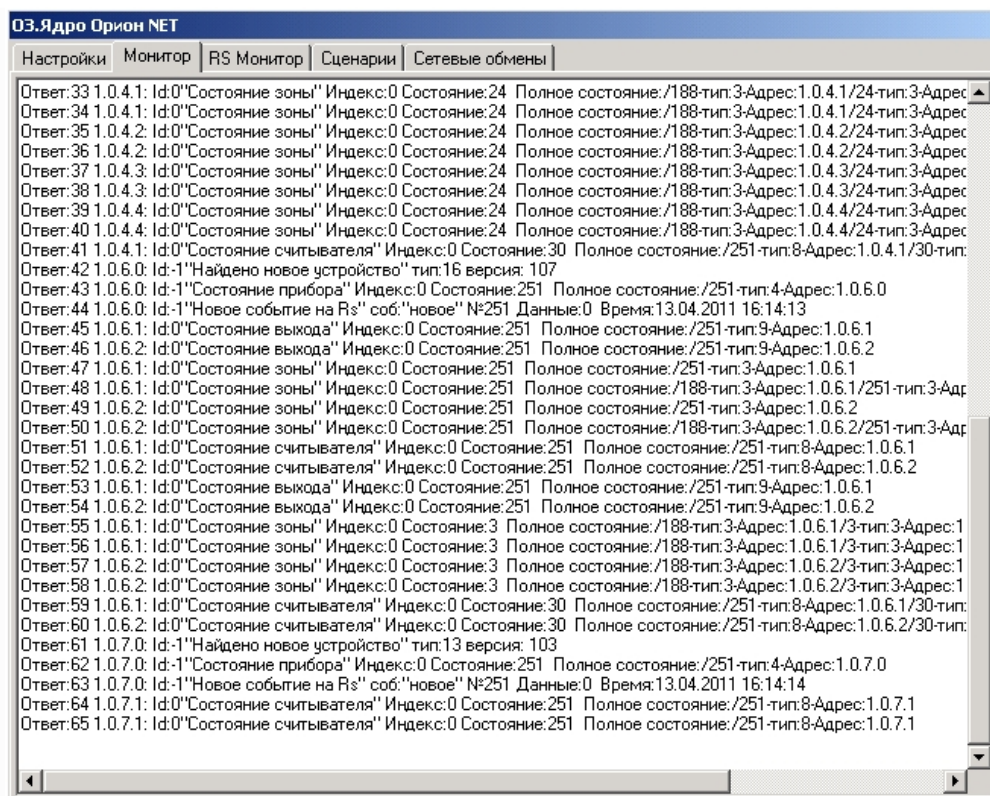 ОЗ.Ядро Орион NET
Настройки Монитор RS Монитор Сценарии Сетевые обмены
Ответ:33 1.0.4.1: Id:0"Состояние зоны" Индекс:0 Состояние:24 Полное состояние:/188-тип:3-Адрес:1.0.4.1/24-тип:3-Адрес
Ответ:34 1.0.4.1: Id:0"Состояние зоны" Индекс:0 Состояние:24 Полное состояние:/188-тип:3-Адрес:1.0.4.1/24-тип:3-Адрес
Ответ:35 1.0.4.2: Id:0"Состояние зоны" Индекс:0 Состояние:24 Полное состояние:/188-тип:3-Адрес:1.0.4.2/24-тип:3-Адрес
Ответ:36 1.0.4.2: Id:0"Состояние зоны" Индекс:0 Состояние:24 Полное состояние:/188-тип:3-Адрес:1.0.4.2/24-тип:3-Адрес
Ответ:37 1.0.4.3: Id:0"Состояние зоны" Индекс:0 Состояние:24 Полное состояние:/188-тип:3-Адрес:1.0.4.3/24-тип:3-Адрес
Ответ:38 1.0.4.3: Id:0"Состояние зоны" Индекс:0 Состояние:24 Полное состояние:/188-тип:3-Адрес:1.0.4.3/24-тип:3-Адрес
Ответ:39 1.0.4.4: Id:0"Состояние зоны" Индекс:0 Состояние:24 Полное состояние:/188-тип:3-Адрес:1.0.4.4/24-тип:3-Адрес
Ответ:40 1.0.4.4: Id:0"Состояние зоны" Индекс:0 Состояние:24 Полное состояние:/188-тип:3-Адрес:1.0.4.4/24-тип:3-Адрес
Ответ:41 1.0.4.1: Id:0"Состояние считывателя" Индекс:0 Состояние:30 Полное состояние:/251-тип:8-Адрес:1.0.4.1/30-тип:
Ответ:42 1.0.6.0: Id:-1"Найдено новое устройство" тип:16 версия: 107
Ответ:43 1.0.6.0: Id:-1"Состояние прибора" Индекс:0 Состояние:251 Полное состояние:/251-тип:4-Адрес:1.0.6.0
Ответ:44 1.0.6.0: Id:-1"Новое событие на Rs" соб:"новое" №251 Данные:0 Время:13.04.2011 16:14:13
Ответ:45 1.0.6.1: Id:0"Состояние выхода" Индекс:0 Состояние:251 Полное состояние:/251-тип:9-Адрес:1.0.6.1
Ответ:46 1.0.6.2: Id:0"Состояние выхода" Индекс:0 Состояние:251 Полное состояние:/251-тип:9-Адрес:1.0.6.2
Ответ:47 1.0.6.1: Id:0"Состояние зоны" Индекс:0 Состояние:251 Полное состояние:/251-тип:3-Адрес:1.0.6.1
Ответ:48 1.0.6.1: Id:0"Состояние зоны" Индекс:0 Состояние:251 Полное состояние:/188-тип:3-Адрес:1.0.6.1/251-тип:3-Адр
Ответ:49 1.0.6.2: Id:0"Состояние зоны" Индекс:0 Состояние:251 Полное состояние:/251-тип:3-Адрес:1.0.6.2
Ответ:50 1.0.6.2: Id:0"Состояние зоны" Индекс:0 Состояние:251 Полное состояние:/188-тип:3-Адрес:1.0.6.2/251-тип:3-Адр
Ответ:51 1.0.6.1: Id:0"Состояние считывателя" Индекс:0 Состояние:251 Полное состояние:/251-тип:8-Адрес:1.0.6.1
Ответ:52 1.0.6.2: Id:0"Состояние считывателя" Индекс:0 Состояние:251 Полное состояние:/251-тип:8-Адрес:1.0.6.2
Ответ:53 1.0.6.1: Id:0"Состояние выхода" Индекс:0 Состояние:251 Полное состояние:/251-тип:9-Адрес:1.0.6.1
Ответ:54 1.0.6.2: Id:0"Состояние выхода" Индекс:0 Состояние:251 Полное состояние:/251-тип:9-Адрес:1.0.6.2
Ответ:55 1.0.6.1: Id:0"Состояние зоны" Индекс:0 Состояние:3 Полное состояние:/188-тип:3-Адрес:1.0.6.1/3-тип:3-Адрес:1
Ответ:56 1.0.6.1: Id:0"Состояние зоны" Индекс:0 Состояние:3 Полное состояние:/188-тип:3-Адрес:1.0.6.1/3-тип:3-Адрес:1
Ответ:57 1.0.6.2: Id:0"Состояние зоны" Индекс:0 Состояние:3 Полное состояние:/188-тип:3-Адрес:1.0.6.2/3-тип:3-Адрес:1
Ответ:58 1.0.6.2: Id:0"Состояние зоны" Индекс:0 Состояние:3 Полное состояние:/188-тип:3-Адрес:1.0.6.2/3-тип:3-Адрес:1
Ответ:59 1.0.6.1: Id:0"Состояние считывателя" Индекс:0 Состояние:30 Полное состояние:/251-тип:8-Адрес:1.0.6.1/30-тип:
Ответ:60 1.0.6.2: Id:0"Состояние считывателя" Индекс:0 Состояние:30 Полное состояние:/251-тип:8-Адрес:1.0.6.2/30-тип:
Ответ:61 1.0.7.0: Id:-1"Найдено новое устройство" тип:13 версия: 103
Ответ:62 1.0.7.0: Id:-1"Состояние прибора" Индекс:0 Состояние:251 Полное состояние:/251-тип:4-Адрес:1.0.7.0
Ответ:63 1.0.7.0: Id:-1"Новое событие на Rs" соб:"новое" №251 Данные:0 Время:13.04.2011 16:14:14
Ответ:64 1.0.7.1: Id:0"Состояние считывателя" Индекс:0 Состояние:251 Полное состояние:/251-тип:8-Адрес:1.0.7.1
Ответ:65 1.0.7.1: Id:0"Состояние считывателя" Индекс:0 Состояние:251 Полное состояние:/251-тип:8-Адрес:1.0.7.1